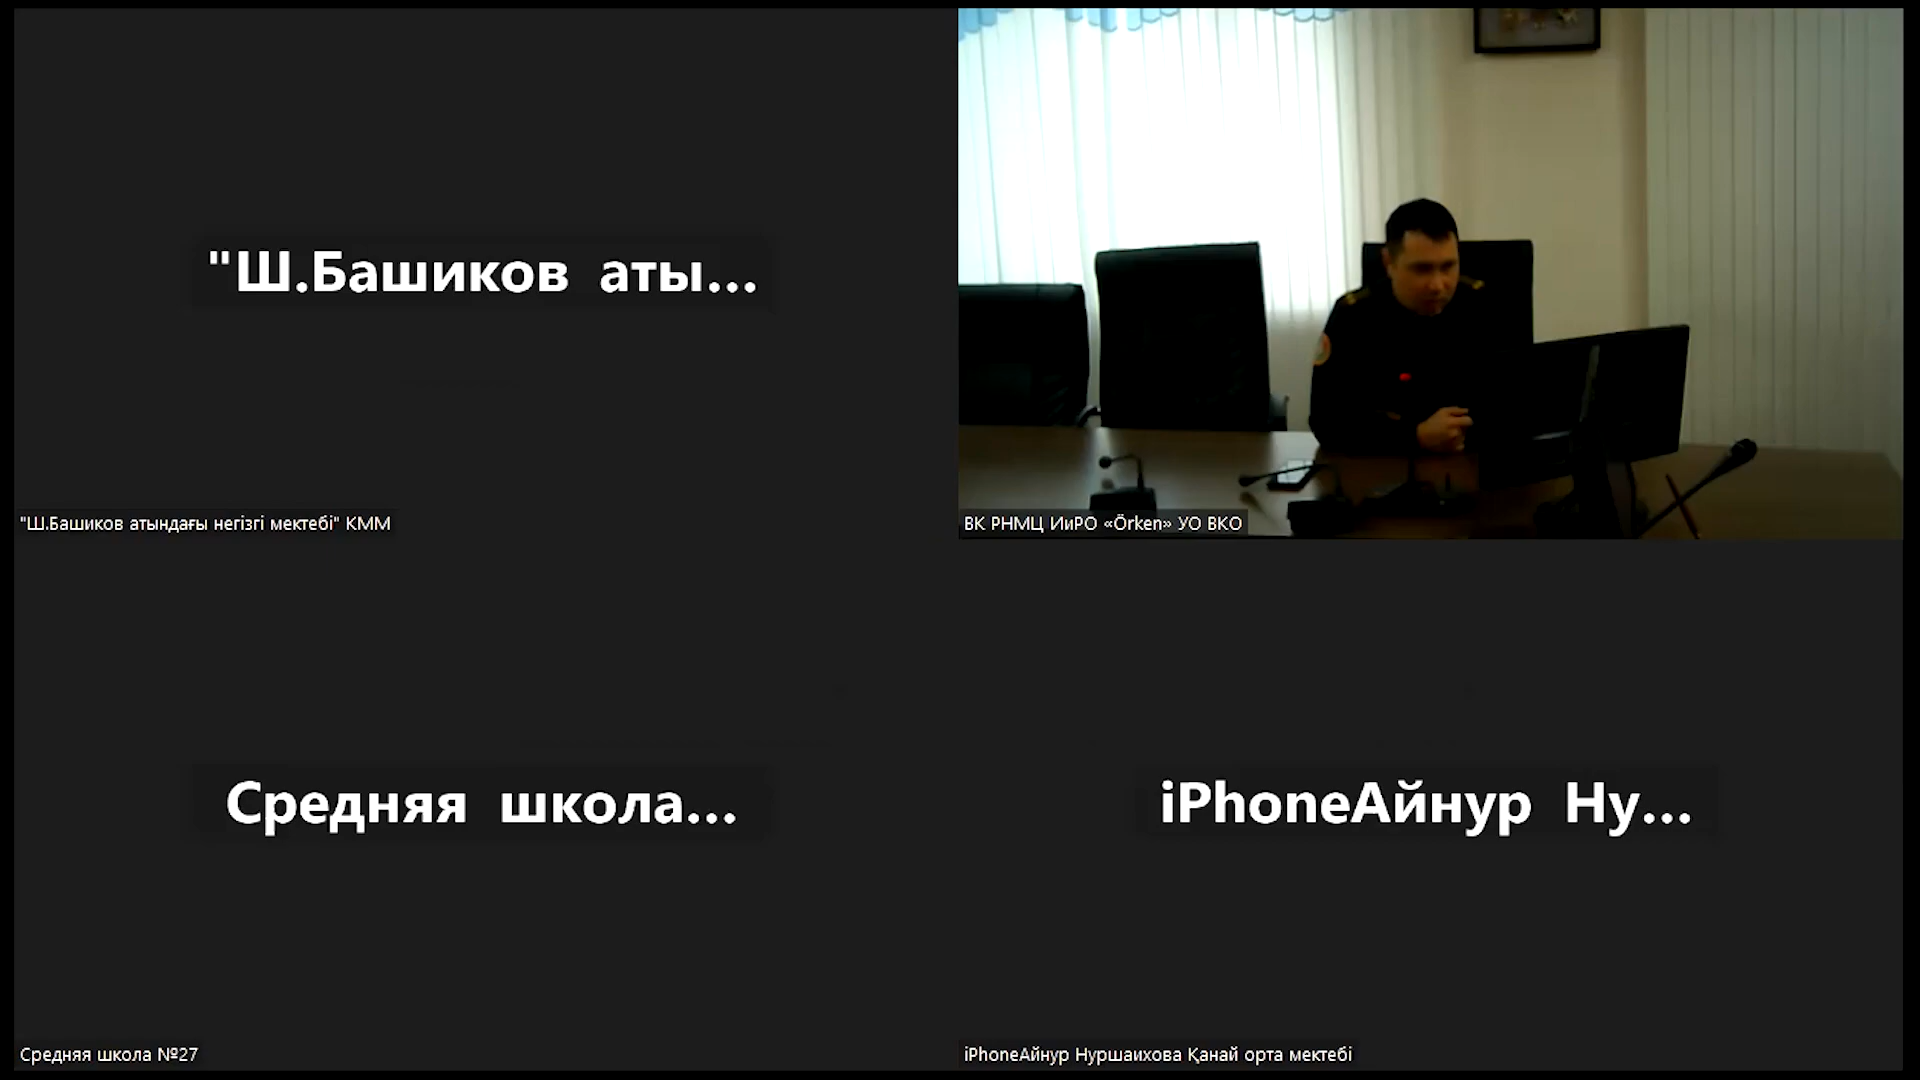 "Ш.Башиков аты...
"Ш.Башиков атындағы негізгі мектебі" КММ
ВК РНМЦ ИиРО «Örken» УО ВКО
Средняя школа...
Средняя школа №27
iPhoneАйнур Ну...
iPhoneАйнур Нуршаихова Қанай орта мектебі